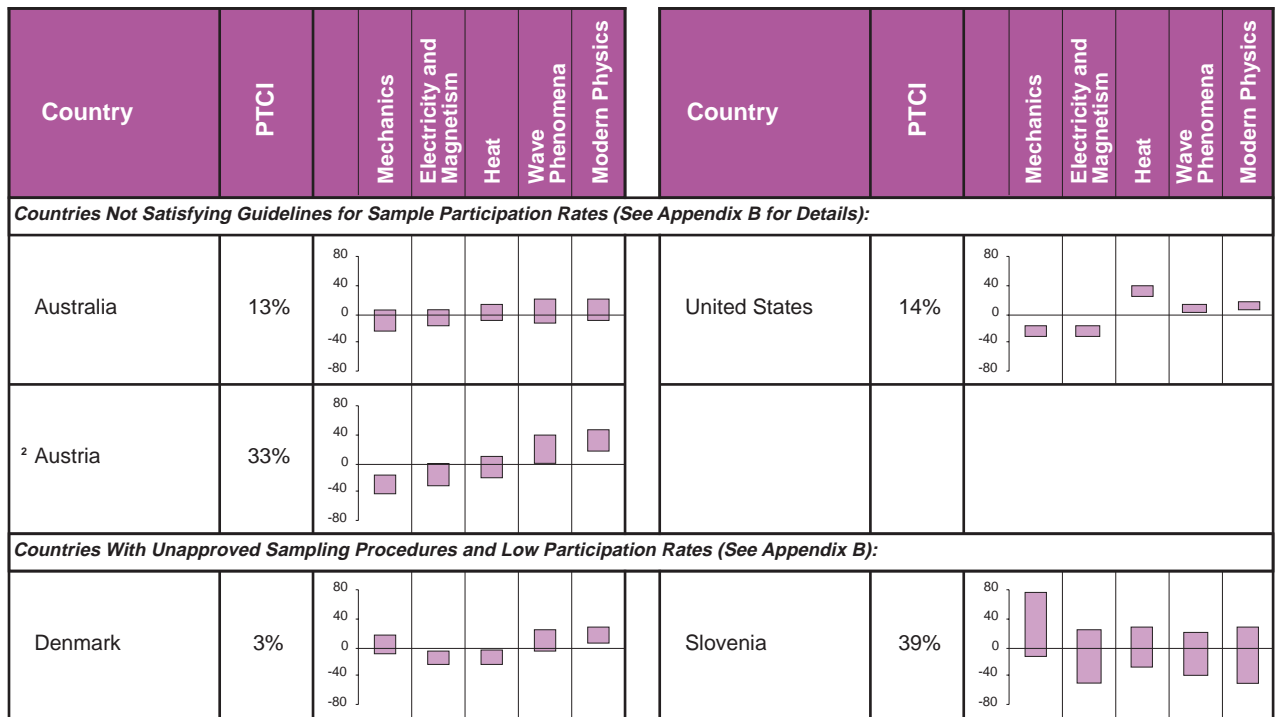 Country
PTCI
Mechanics
Electricity and
Magnetism
Heat
Wave
Phenomena
Modern Physics
Country
PTCI
Mechanics
Electricity and
Magnetism
Heat
Wave
Phenomena
Modern Physics
Countries Not Satisfying Guidelines for Sample Participation Rates (See Appendix B for Details):
Australia
13%
80
40
0
-40
-80
United States
14%
80
40
0
-40
-80
² Austria
33%
80
40
0
-40
-80
Countries With Unapproved Sampling Procedures and Low Participation Rates (See Appendix B):
Denmark
3%
80
40
0
-40
-80
Slovenia
39%
80
40
0
-40
-80